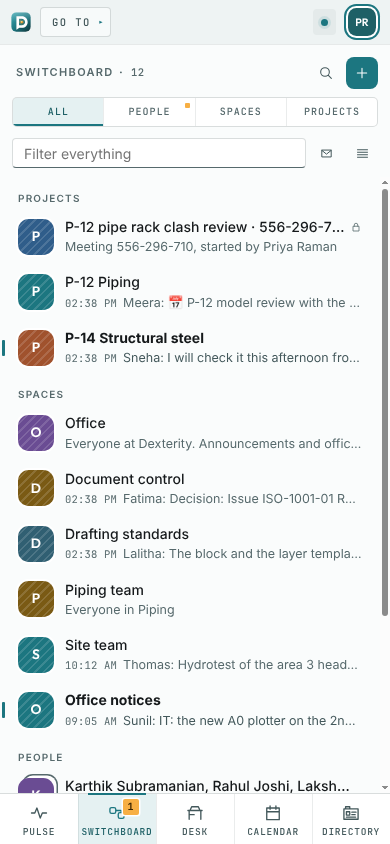 D
GO TO
PR
SWITCHBOARD · 12
ALL
PEOPLE
SPACES
PROJECTS
Filter everything
PROJECTS
P
P-12 pipe rack clash review · 556-296-7…
Meeting 556-296-710, started by Priya Raman
P
P-12 Piping
02:38 PM Meera: 📅 P-12 model review with the …
P
P-14 Structural steel
02:38 PM Sneha: I will check it this afternoon fro…
SPACES
O
Office
Everyone at Dexterity. Announcements and offic…
D
Document control
02:38 PM Fatima: Decision: Issue ISO-1001-01 R…
D
Drafting standards
02:38 PM Lalitha: The block and the layer templa…
P
Piping team
Everyone in Piping
S
Site team
10:12 AM Thomas: Hydrotest of the area 3 head…
O
Office notices
09:05 AM Sunil: IT: the new A0 plotter on the 2n…
PEOPLE
Karthik Subramanian, Rahul Joshi, Laksh…
1
PULSE
SWITCHBOARD
DESK
CALENDAR
DIRECTORY